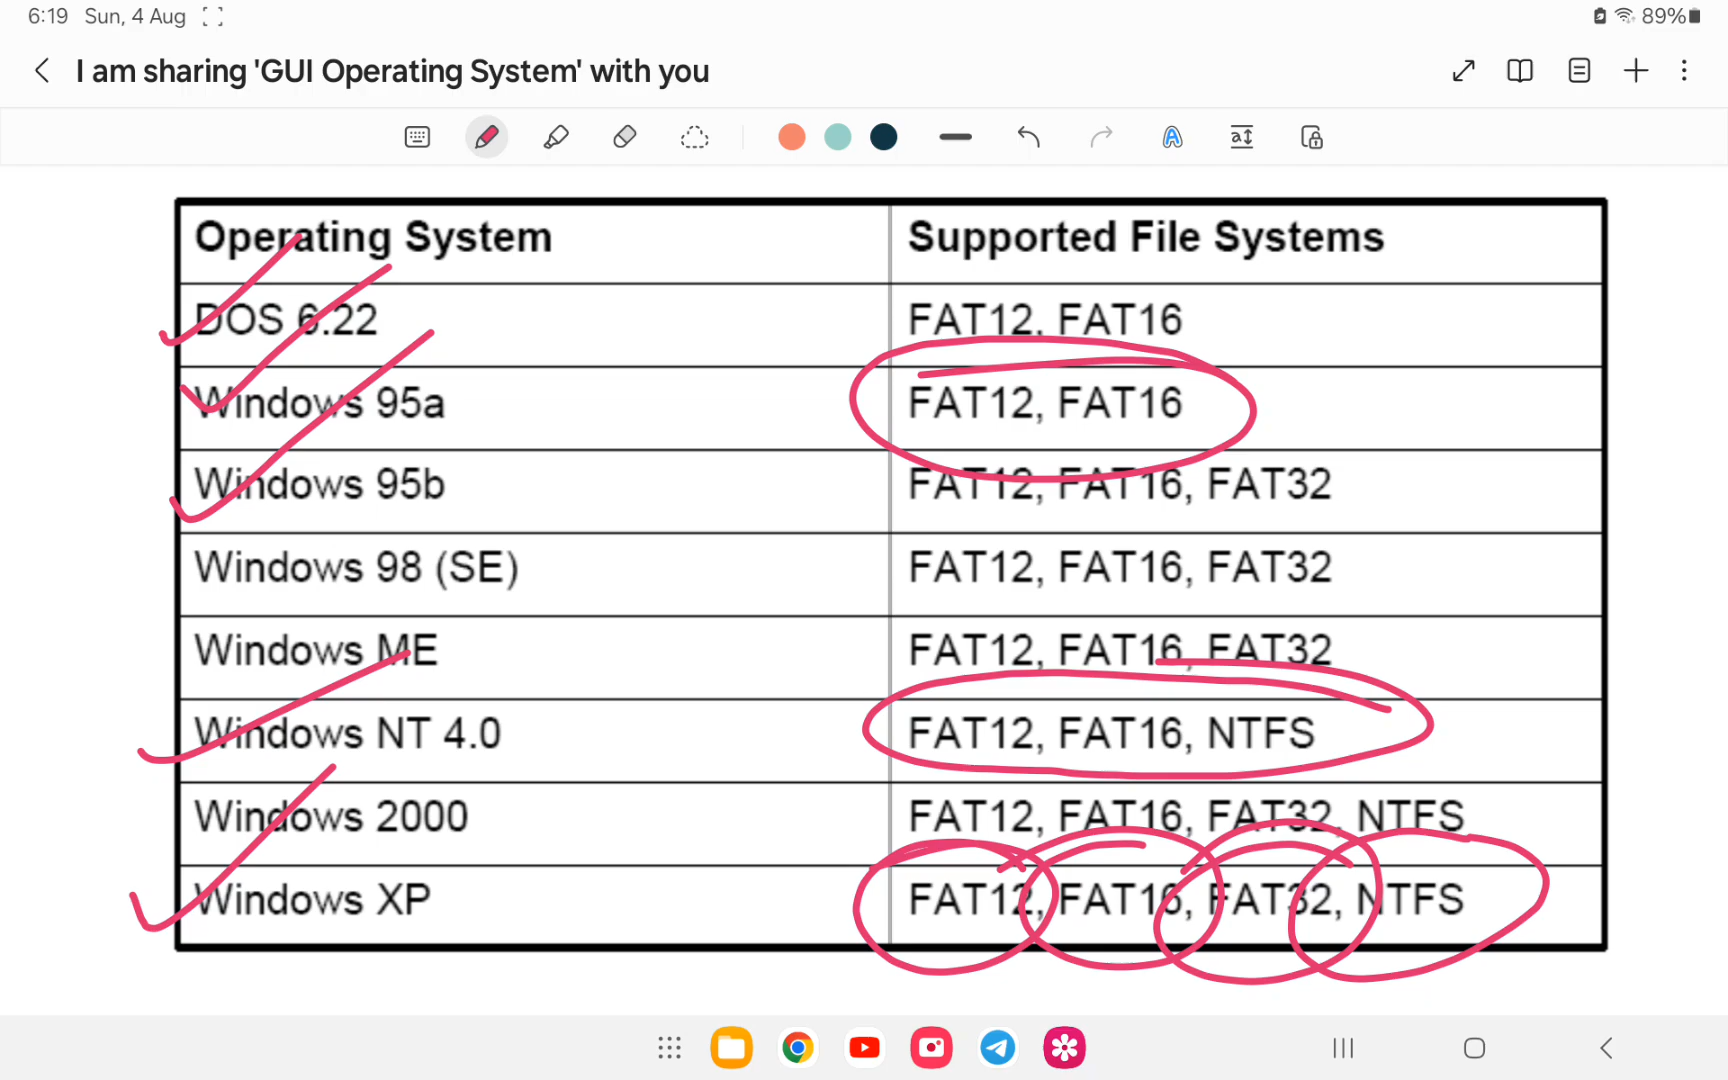 6:19 Sun, 4 Aug 89%
I am sharing 'GUI Operating System' with you
Operating System Supported File Systems
DOS 6.22 FAT12, FAT16
Windows 95a FAT12, FAT16
Windows 95b FAT12, FAT16, FAT32
Windows 98 (SE) FAT12, FAT16, FAT32
Windows ME FAT12, FAT16, FAT32
Windows NT 4.0 FAT12, FAT16, NTFS
Windows 2000 FAT12, FAT16, FAT32, NTFS
Windows XP FAT12, FAT16, FAT32, NTFS